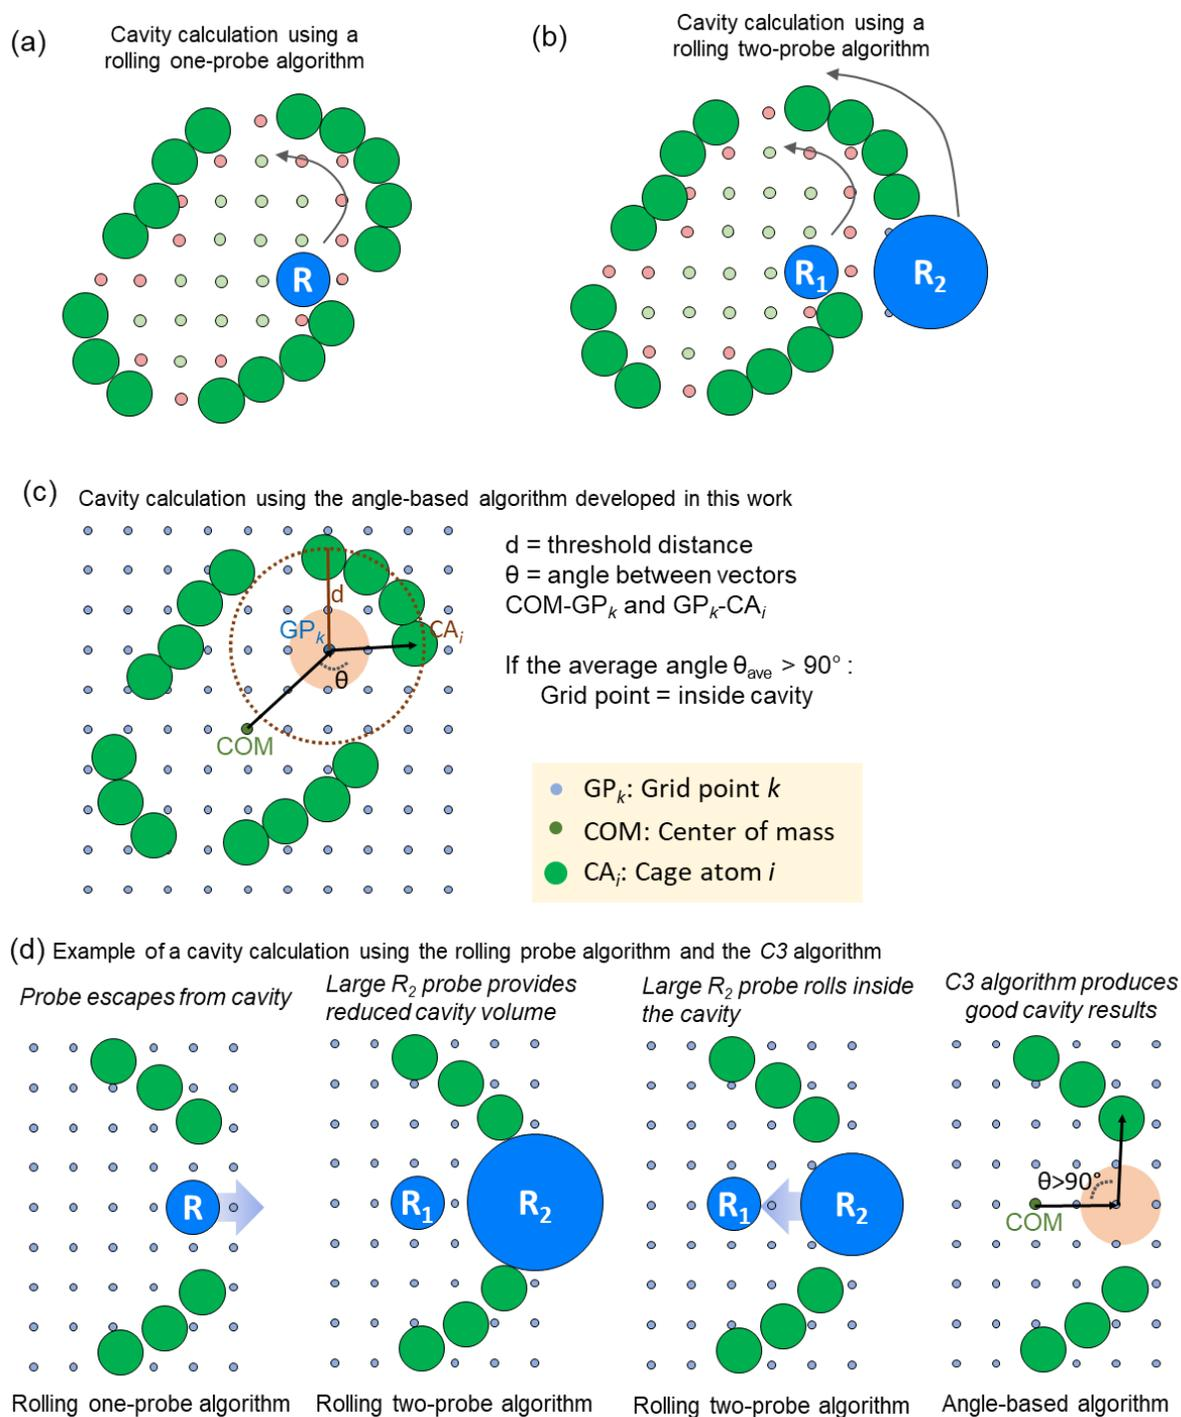 (a)
Cavity calculation using a
rolling one-probe algorithm
R
(b)
Cavity calculation using a
rolling two-probe algorithm
R1
R2
(c)
Cavity calculation using the angle-based algorithm developed in this work
d
GPk
CAi
θ
COM
d = threshold distance
θ = angle between vectors
COM-GPk and GPk-CAi
If the average angle θave > 90° :
Grid point = inside cavity
GPk: Grid point k
COM: Center of mass
CAi: Cage atom i
(d) Example of a cavity calculation using the rolling probe algorithm and the C3 algorithm
Probe escapes from cavity
R
Rolling one-probe algorithm
Large R2 probe provides
reduced cavity volume
R1
R2
Rolling two-probe algorithm
Large R2 probe rolls inside
the cavity
R1
R2
Rolling two-probe algorithm
C3 algorithm produces
good cavity results
θ>90°
COM
Angle-based algorithm